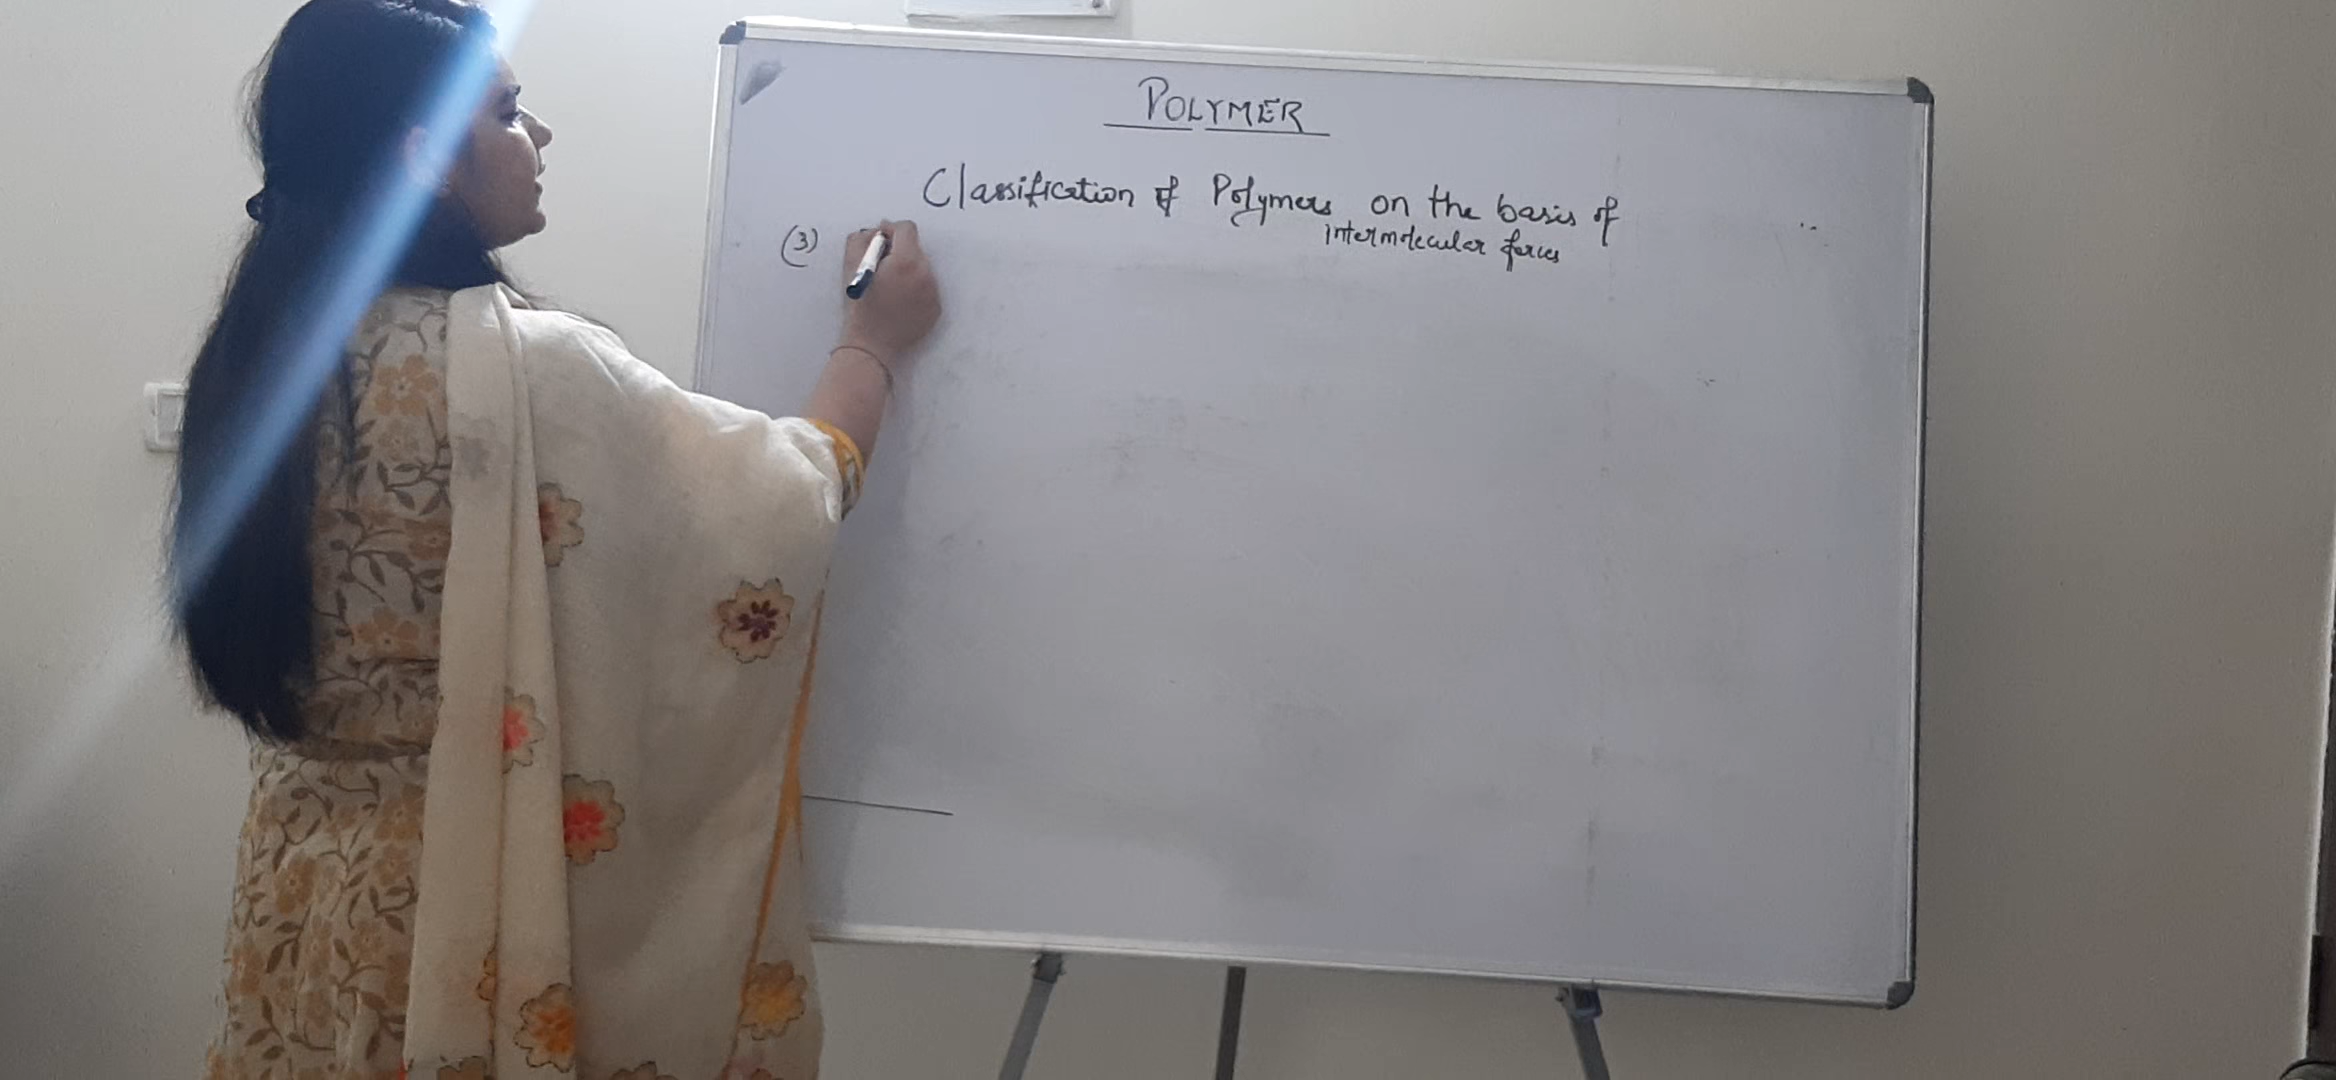 POLYMER
Classification of Polymers on the basis of
intermolecular forces
(3)